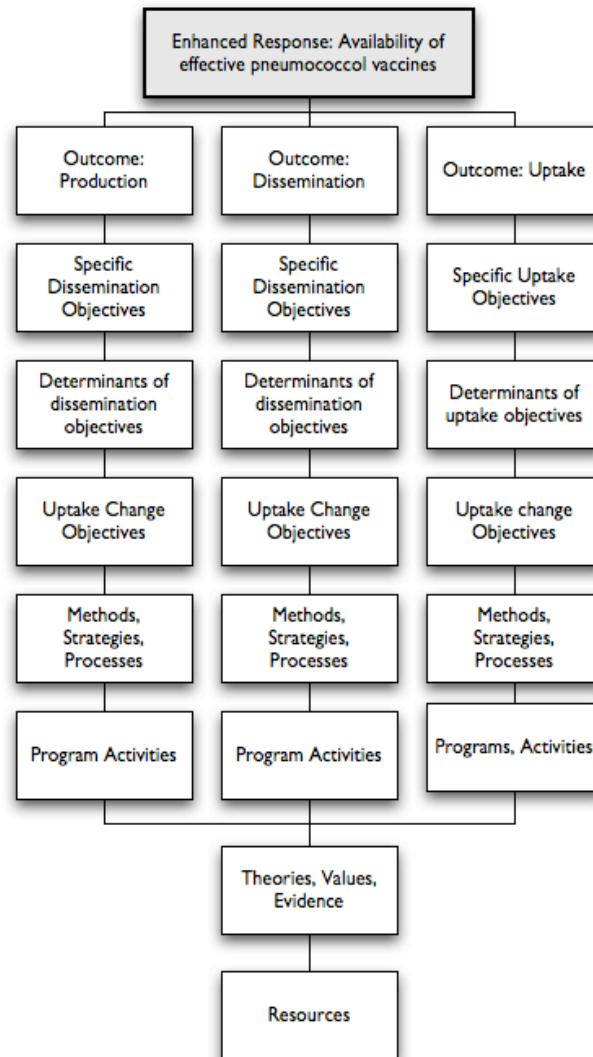 Enhanced Response: Availability of
effective pneumococcol vaccines
Outcome:
Production
Outcome:
Dissemination
Outcome: Uptake
Specific
Dissemination
Objectives
Specific
Dissemination
Objectives
Specific Uptake
Objectives
Determinants of
dissemination
objectives
Determinants of
dissemination
objectives
Determinants of
uptake objectives
Uptake Change
Objectives
Uptake Change
Objectives
Uptake change
Objectives
Methods,
Strategies,
Processes
Methods,
Strategies,
Processes
Methods,
Strategies,
Processes
Program Activities
Program Activities
Programs, Activities
Theories, Values,
Evidence
Resources